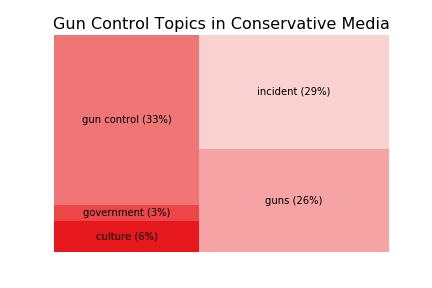 Gun Control Topics in Conservative Media
gun control (33%)
incident (29%)
guns (26%)
government (3%)
culture (6%)